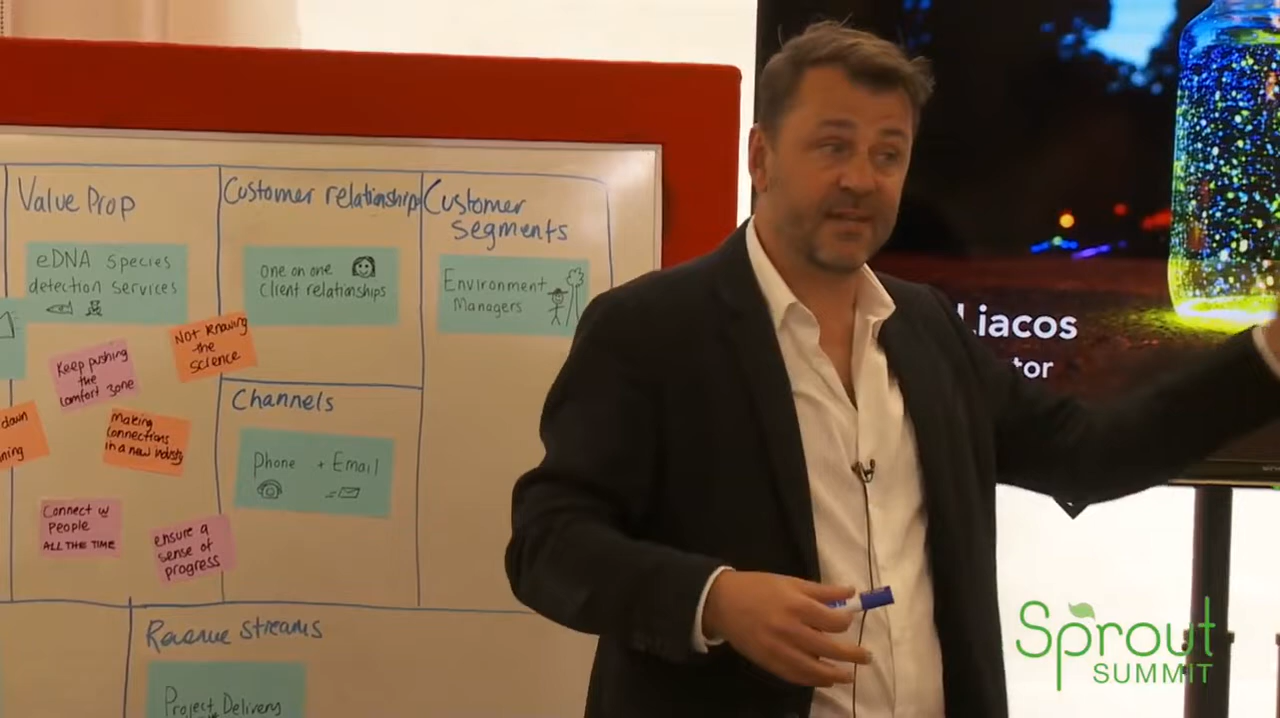 Value Prop
eDNA Species
detection services
Not knowing
the
science
Keep pushing
the
comfort zone
down
ning
making
connections
in a new industry
Connect w
people
ALL THE TIME
ensure a
sense of
progress
Customer relationship
One on one
Client relationships
Channels
Phone + Email
Customer
Segments
Environment
Managers
Revenue streams
Project Delivery
Liacos
tor
Sprout
SUMMIT